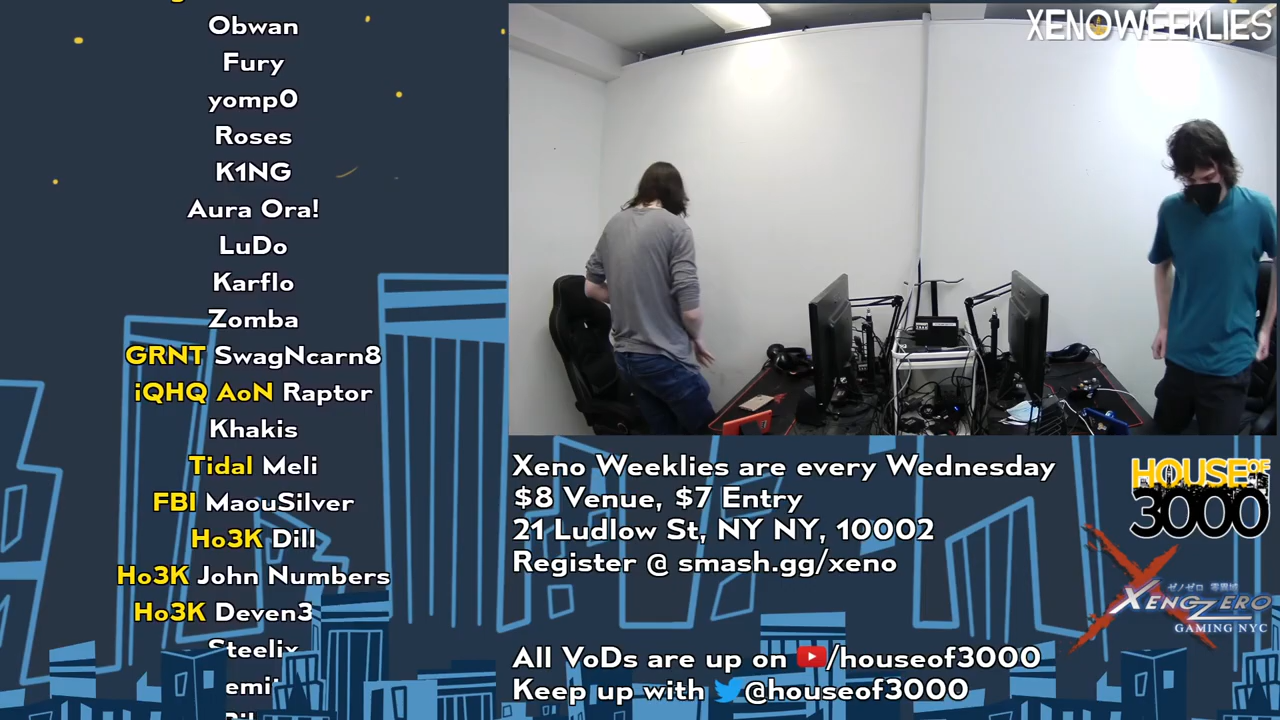 Obwan
Fury
yomp0
Roses
K1NG
Aura Ora!
LuDo
Karflo
Zomba
GRNT SwagNcarn8
iQHQ AoN Raptor
Khakis
Tidal Meli
FBI MaouSilver
Ho3K Dill
Ho3K John Numbers
Ho3K Deven3
Steelix
XENOWEEKLIES
Xeno Weeklies are every Wednesday
$8 Venue, $7 Entry
21 Ludlow St, NY NY, 10002
Register @ smash.gg/xeno
HOUSE OF
3000
XENOZERO
GAMING NYC
All VoDs are up on /houseof3000
Keep up with @houseof3000